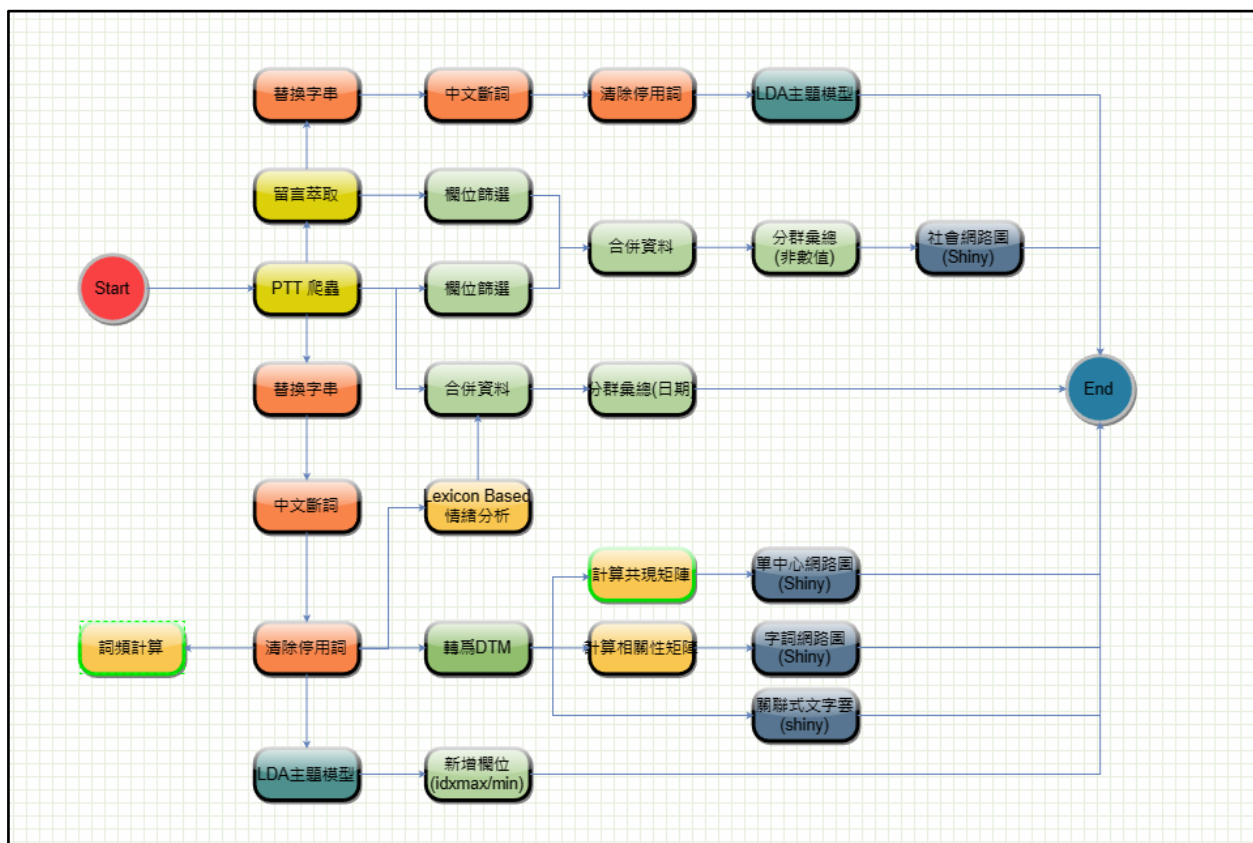 替換字串
中文斷詞
清除停用詞
LDA主題模型
留言萃取
欄位篩選
合併資料
分群彙總
(非數值)
社會網路圖
(Shiny)
Start
PTT 爬蟲
欄位篩選
替換字串
合併資料
分群彙總(日期
End
中文斷詞
Lexicon Based
情緒分析
計算共現矩陣
單中心網路圖
(Shiny)
詞頻計算
清除停用詞
轉為DTM
計算相關性矩陣
字詞網路圖
(Shiny)
關聯式文字雲
(shiny)
LDA主題模型
新增欄位
(idxmax/min)